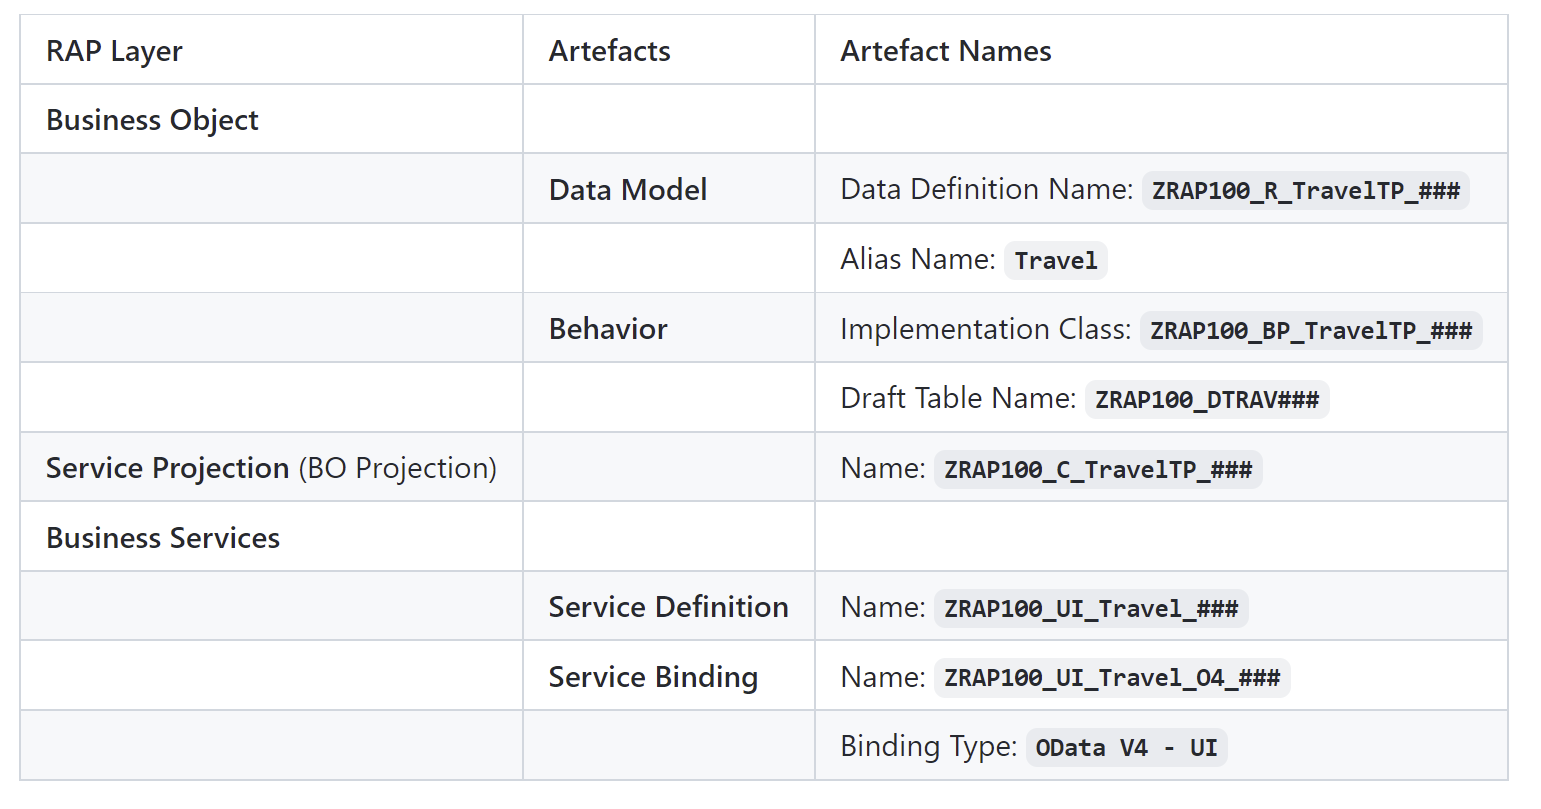 RAP Layer Artefacts Artefact Names
Business Object
Data Model Data Definition Name: ZRAP100_R_TravelTP_###
Alias Name: Travel
Behavior Implementation Class: ZRAP100_BP_TravelTP_###
Draft Table Name: ZRAP100_DTRAV###
Service Projection (BO Projection) Name: ZRAP100_C_TravelTP_###
Business Services
Service Definition Name: ZRAP100_UI_Travel_###
Service Binding Name: ZRAP100_UI_Travel_O4_###
Binding Type: OData V4 - UI